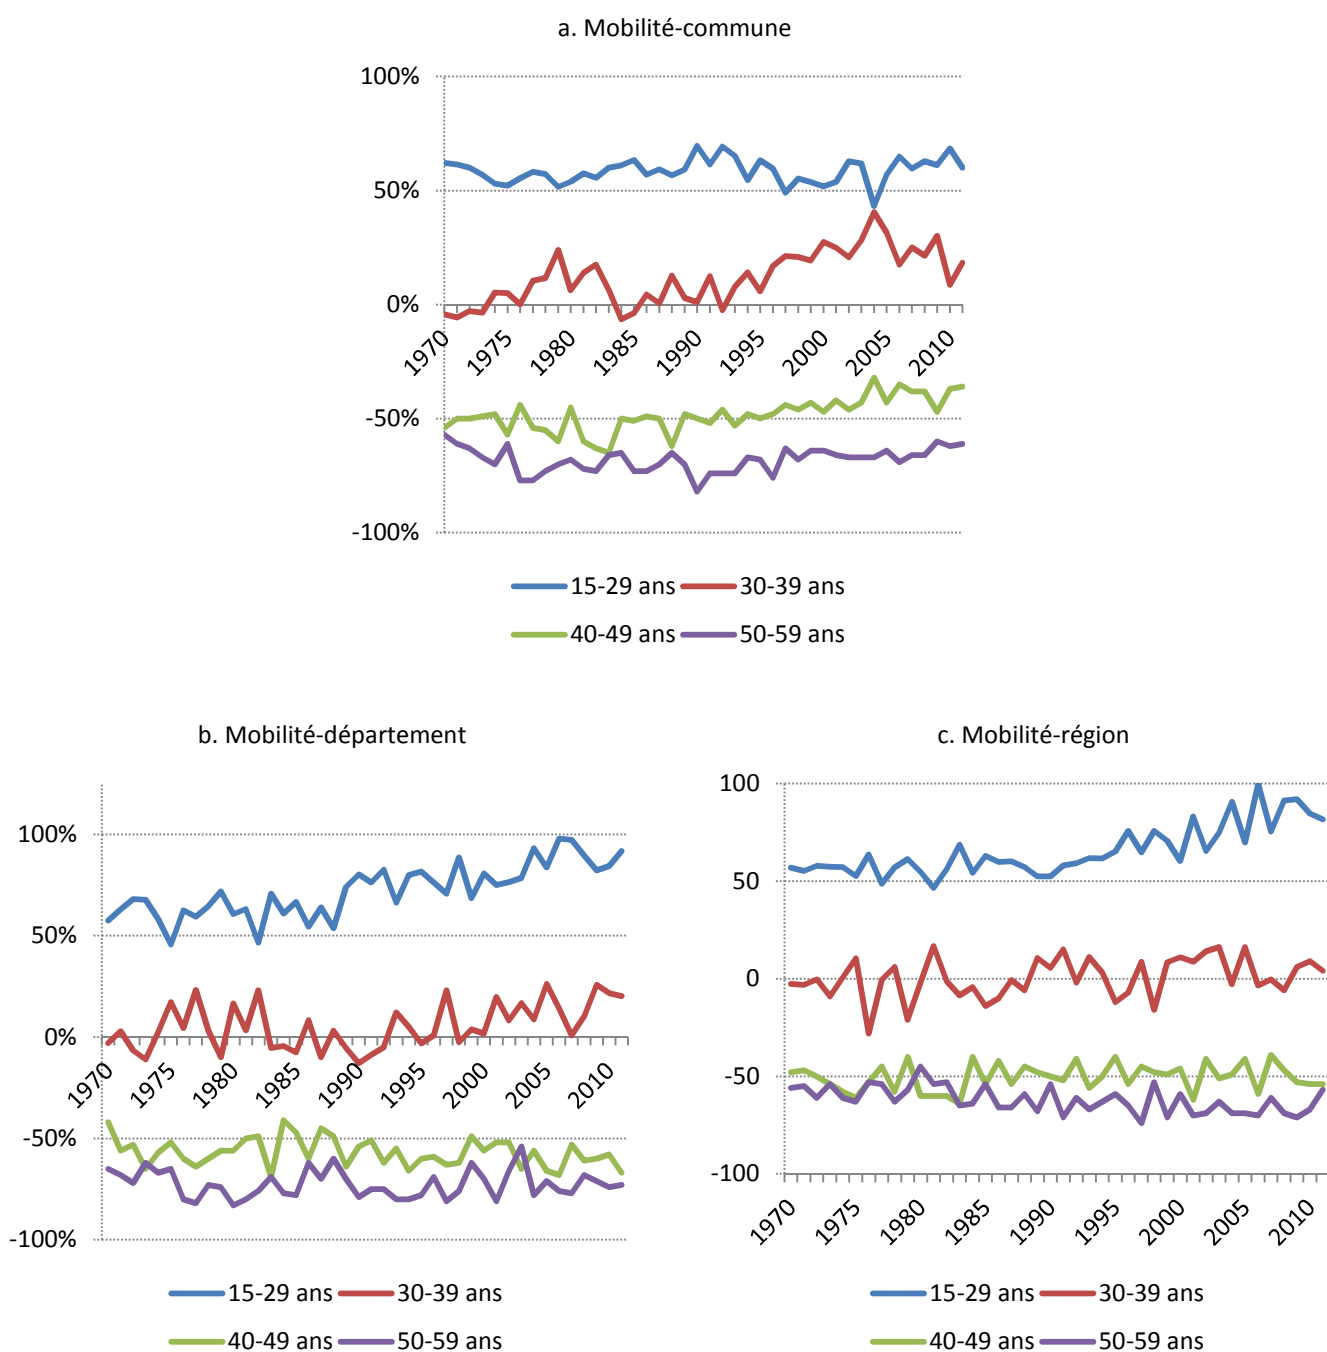 a. Mobilité-commune
100%
50%
0%
-50%
-100%
1970 1975 1980 1985 1990 1995 2000 2005 2010
15-29 ans 30-39 ans
40-49 ans 50-59 ans
b. Mobilité-département
100%
50%
0%
-50%
-100%
1970 1975 1980 1985 1990 1995 2000 2005 2010
15-29 ans 30-39 ans
40-49 ans 50-59 ans
c. Mobilité-région
100
50
0
-50
-100
1970 1975 1980 1985 1990 1995 2000 2005 2010
15-29 ans 30-39 ans
40-49 ans 50-59 ans